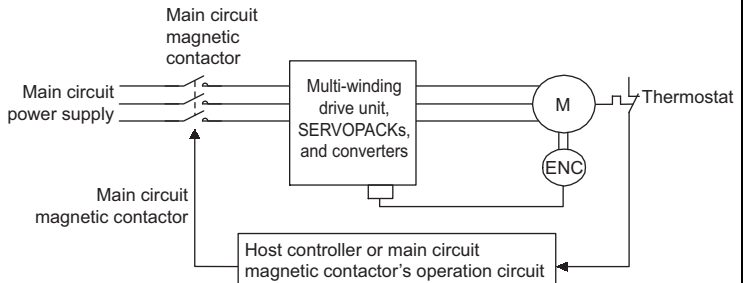 Main circuit
magnetic
contactor
Main circuit
power supply
Multi-winding
drive unit,
SERVOPACKs,
and converters
M
Thermostat
ENC
Main circuit
magnetic contactor
Host controller or main circuit
magnetic contactor's operation circuit